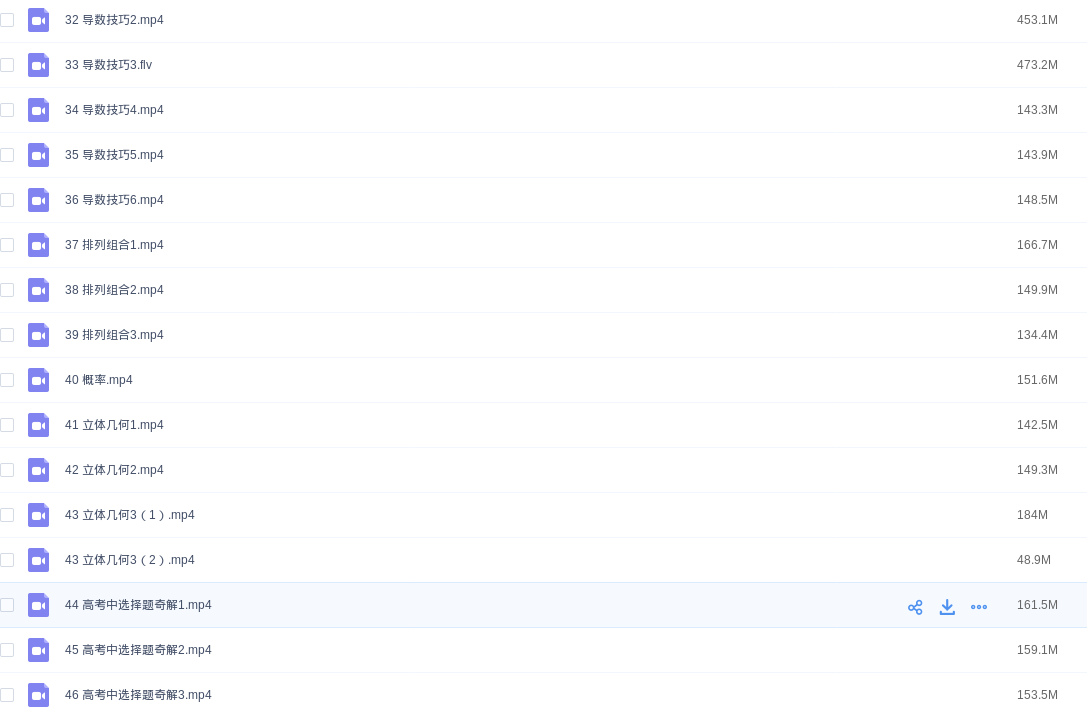 32 导数技巧2.mp4 453.1M
33 导数技巧3.flv 473.2M
34 导数技巧4.mp4 143.3M
35 导数技巧5.mp4 143.9M
36 导数技巧6.mp4 148.5M
37 排列组合1.mp4 166.7M
38 排列组合2.mp4 149.9M
39 排列组合3.mp4 134.4M
40 概率.mp4 151.6M
41 立体几何1.mp4 142.5M
42 立体几何2.mp4 149.3M
43 立体几何3（1）.mp4 184M
43 立体几何3（2）.mp4 48.9M
44 高考中选择题奇解1.mp4 161.5M
45 高考中选择题奇解2.mp4 159.1M
46 高考中选择题奇解3.mp4 153.5M